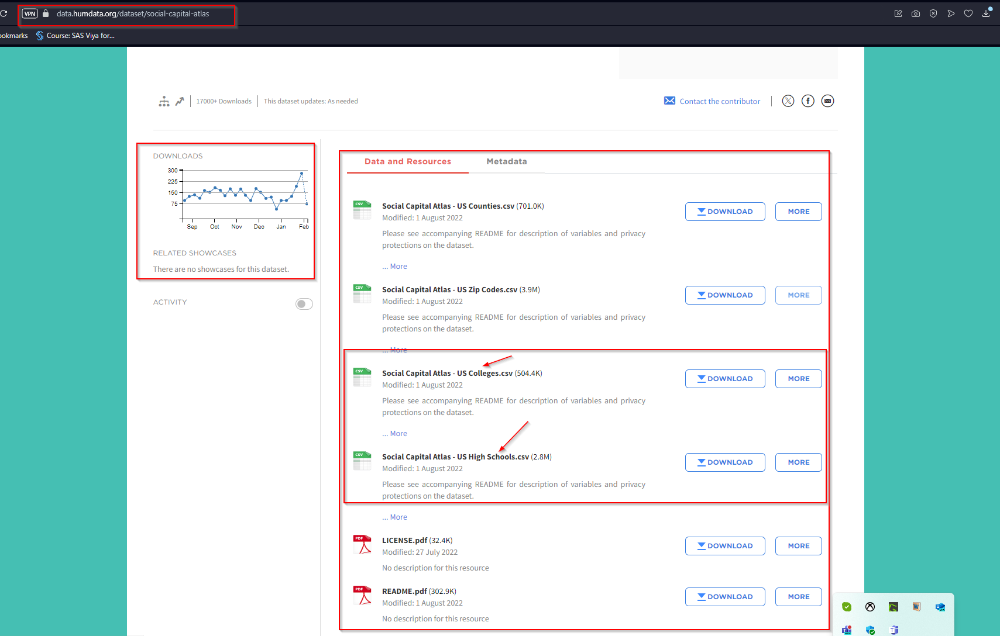 VPN data.humdata.org/dataset/social-capital-atlas
ookmarks Course: SAS Viya for...
17000+ Downloads This dataset updates: As needed
Contact the contributor
DOWNLOADS
300
225
150
75
Sep Oct Nov Dec Jan Feb
RELATED SHOWCASES
There are no showcases for this dataset.
ACTIVITY
Data and Resources Metadata
CSV
Social Capital Atlas - US Counties.csv (701.0K)
Modified: 1 August 2022
Please see accompanying README for description of variables and privacy
protections on the dataset.
... More
DOWNLOAD MORE
CSV
Social Capital Atlas - US Zip Codes.csv (3.9M)
Modified: 1 August 2022
Please see accompanying README for description of variables and privacy
protections on the dataset.
... More
DOWNLOAD MORE
CSV
Social Capital Atlas - US Colleges.csv (504.4K)
Modified: 1 August 2022
Please see accompanying README for description of variables and privacy
protections on the dataset.
... More
DOWNLOAD MORE
CSV
Social Capital Atlas - US High Schools.csv (2.8M)
Modified: 1 August 2022
Please see accompanying README for description of variables and privacy
protections on the dataset.
... More
DOWNLOAD MORE
PDF
LICENSE.pdf (32.4K)
Modified: 27 July 2022
No description for this resource
DOWNLOAD MORE
PDF
README.pdf (302.9K)
Modified: 1 August 2022
No description for this resource
DOWNLOAD MORE